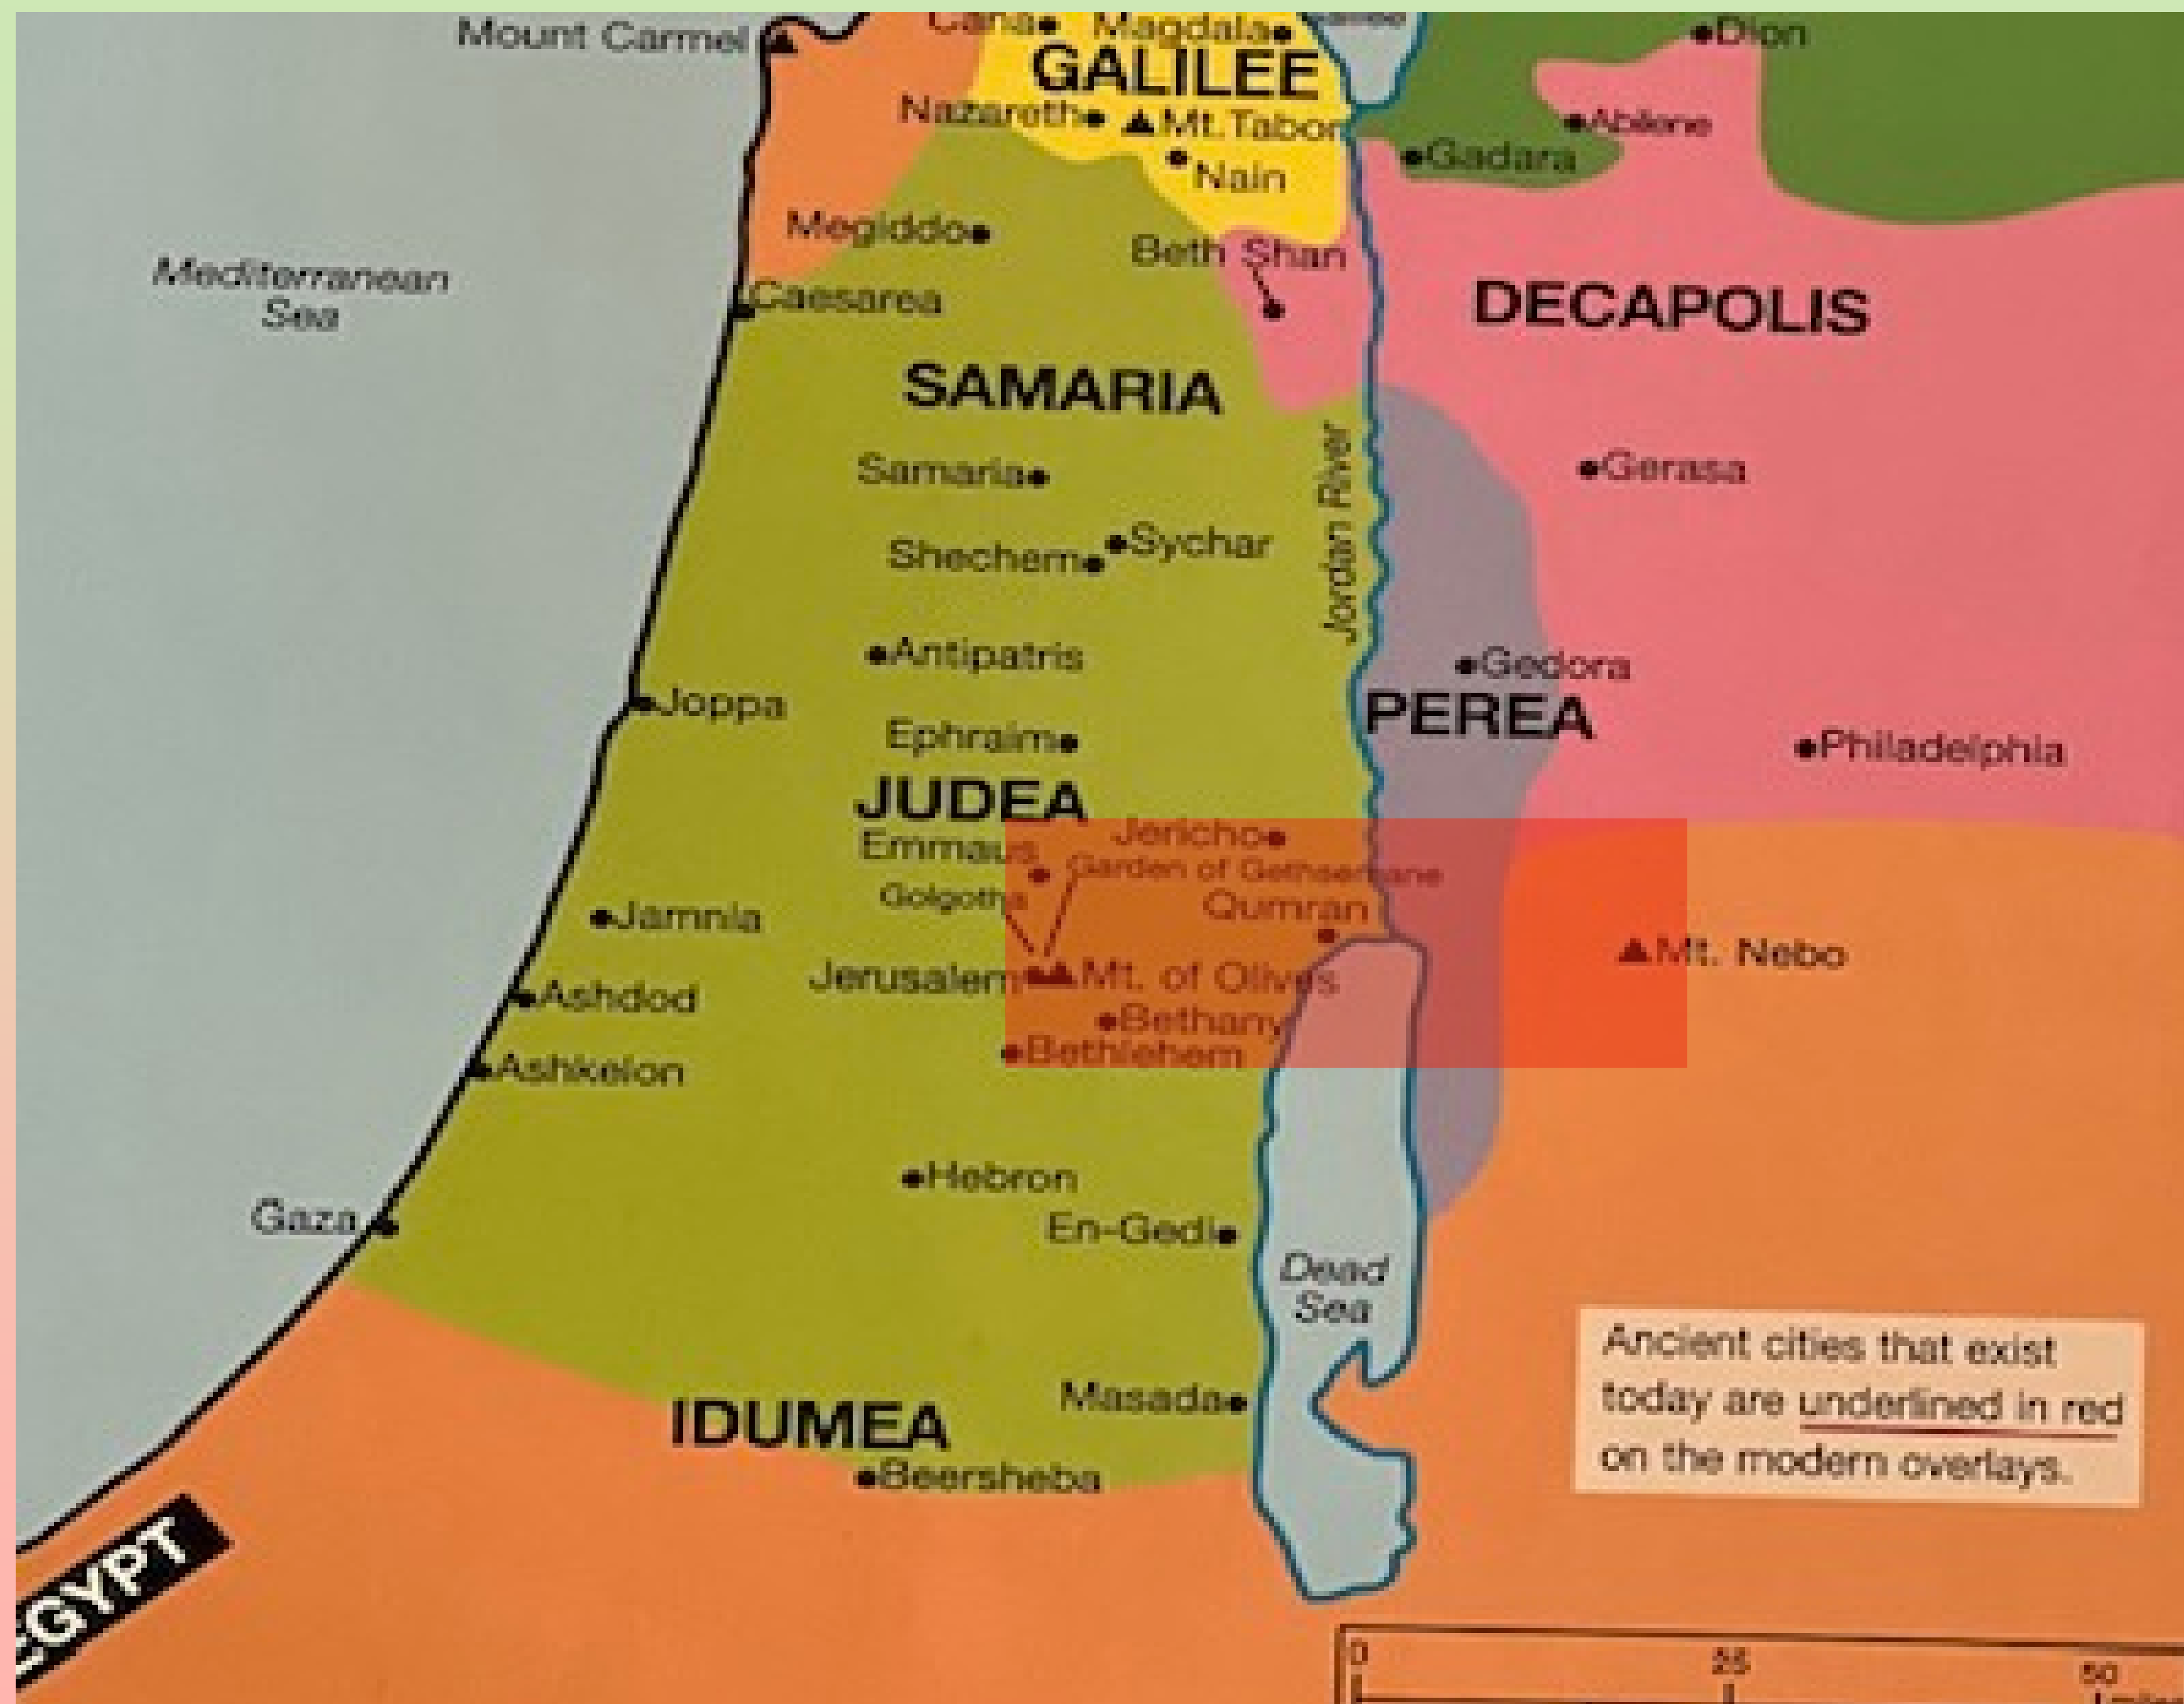 Mount Carmel
Cana
Magdala
Dion
GALILEE
Nazareth
Mt. Tabor
Abilene
Gadara
Nain
Megiddo
Beth Shan
Mediterranean
Sea
Caesarea
DECAPOLIS
SAMARIA
Samaria
Gerasa
Jordan River
Sychar
Shechem
Antipatris
Gedora
Joppa
PEREA
Ephraim
Philadelphia
JUDEA
Jericho
Emmaus
Garden of Gethsemane
Golgotha
Qumran
Jamnia
Mt. Nebo
Jerusalem
Mt. of Olives
Ashdod
Bethany
Bethlehem
Ashkelon
Hebron
Gaza
En-Gedi
Dead
Sea
Ancient cities that exist
today are underlined in red
on the modern overlays.
Masada
IDUMEA
Beersheba
EGYPT
0 25 50